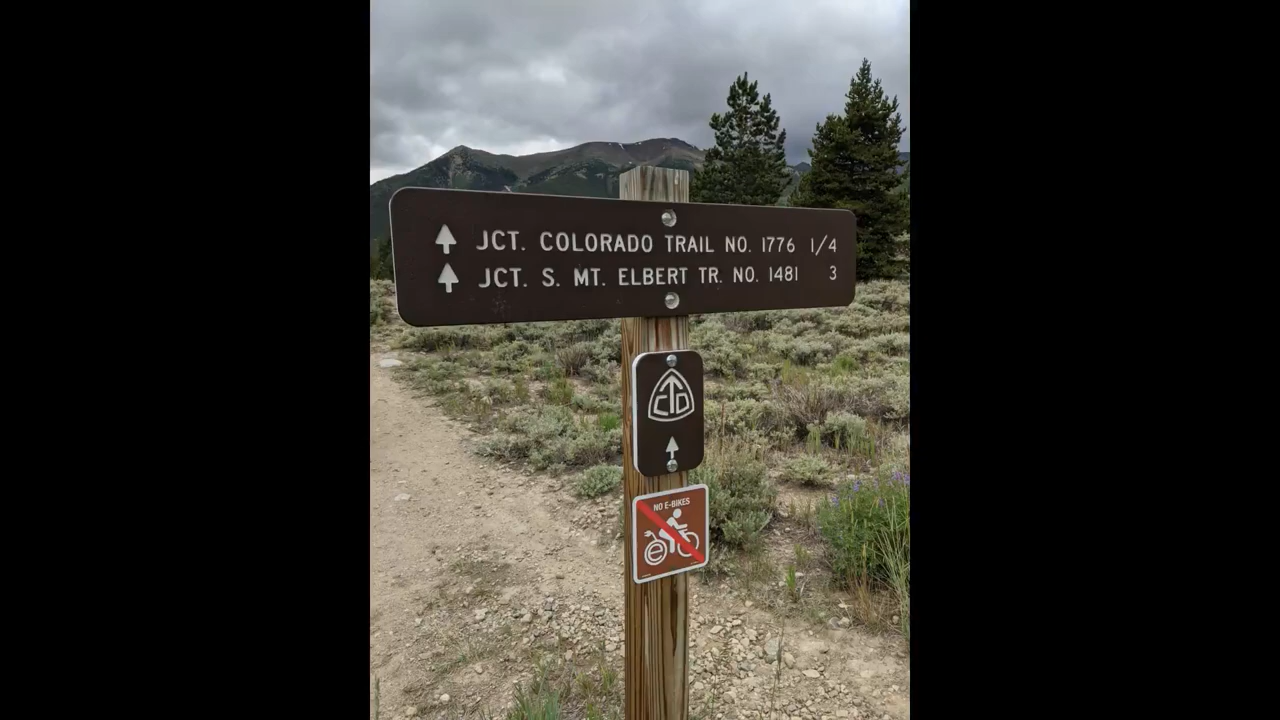 JCT. COLORADO TRAIL NO. 1776 1/4
JCT. S. MT. ELBERT TR. NO. 1481 3
CTD
NO E-BIKES
e